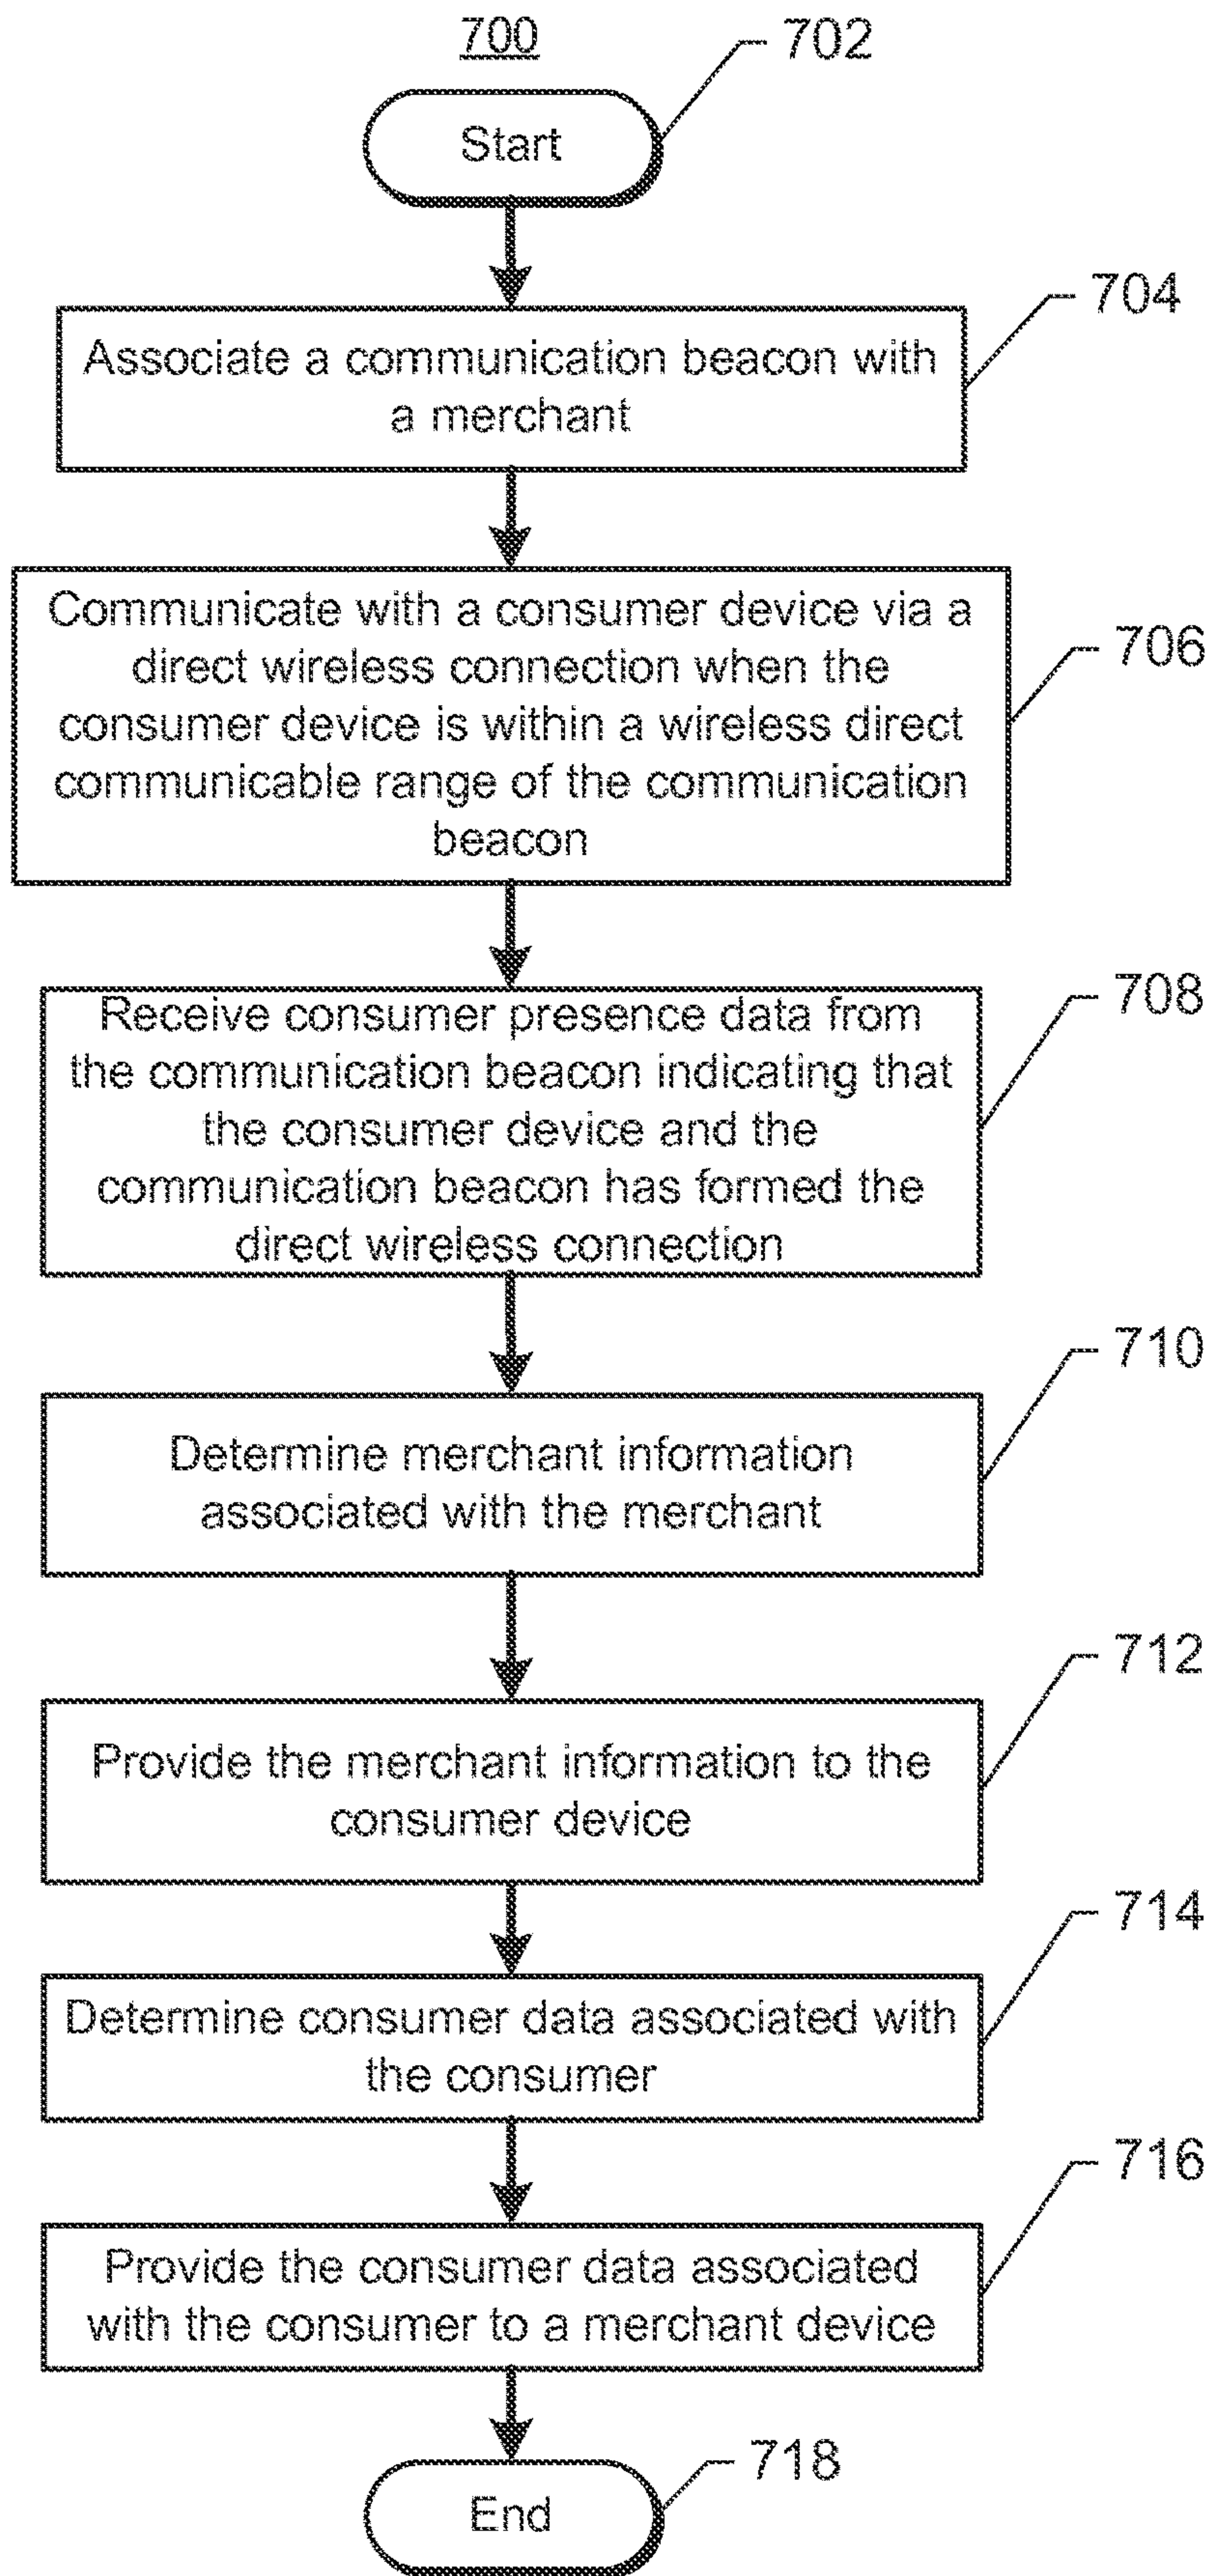 700
702
Start
704
Associate a communication beacon with
a merchant
706
Communicate with a consumer device via a
direct wireless connection when the
consumer device is within a wireless direct
communicable range of the communication
beacon
708
Receive consumer presence data from
the communication beacon indicating that
the consumer device and the
communication beacon has formed the
direct wireless connection
710
Determine merchant information
associated with the merchant
712
Provide the merchant information to the
consumer device
714
Determine consumer data associated with
the consumer
716
Provide the consumer data associated
with the consumer to a merchant device
718
End